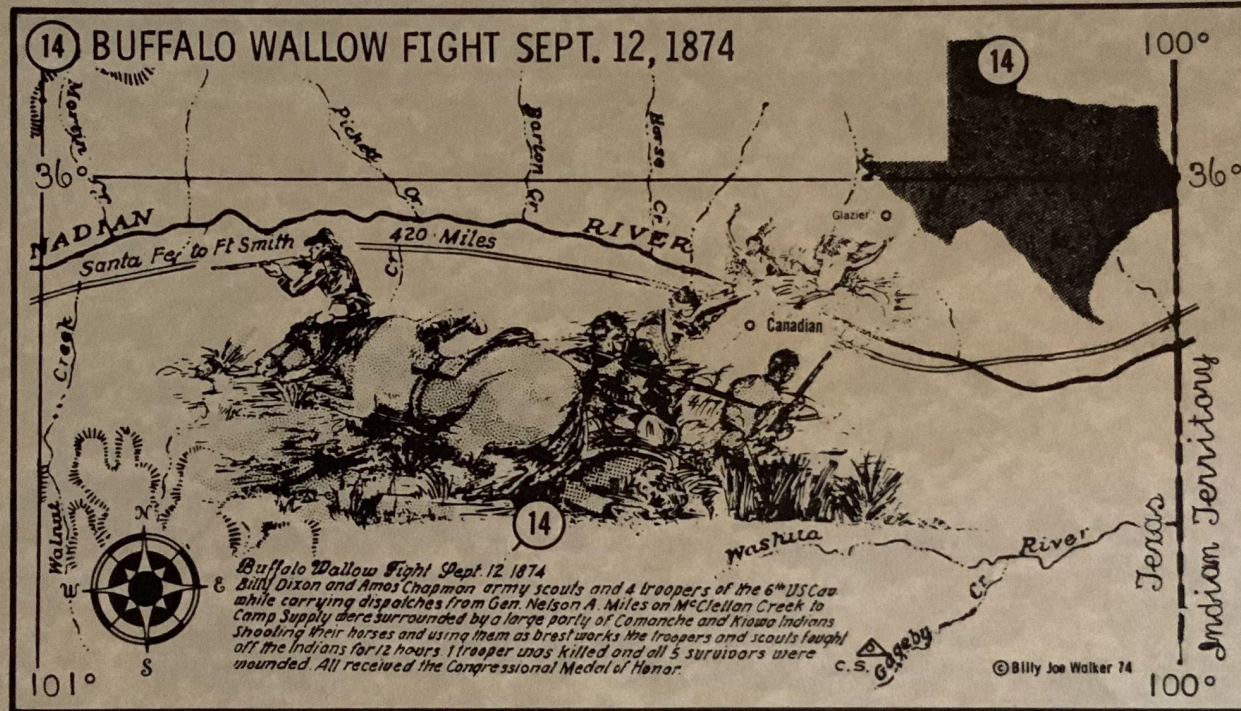 14 BUFFALO WALLOW FIGHT SEPT. 12, 1874
14
100°
Picket
Cr.
Barton Cr
Horse Cr.
36°
36°
Glazier
NADIAN RIVER
Santa Fe to Ft Smith 420 Miles
Cr
Canadian
Creek
Walnut
14
N
W E
S
Washita River
Cr.
Gageby
C.S.
Texas
Indian Territory
Buffalo Wallow Fight Sept. 12 1874
Billy Dixon and Amos Chapman army scouts and 4 troopers of the 6th US Cav
while carrying dispatches from Gen. Nelson A. Miles on McClellan Creek to
Camp Supply were surrounded by a large party of Comanche and Kiowa Indians
Shooting their horses and using them as brestworks the troopers and scouts fought
off the Indians for 12 hours 1 trooper was killed and all 5 survivors were
wounded. All received the Congressional Medal of Honor.
© Billy Joe Walker 74
101°
100°